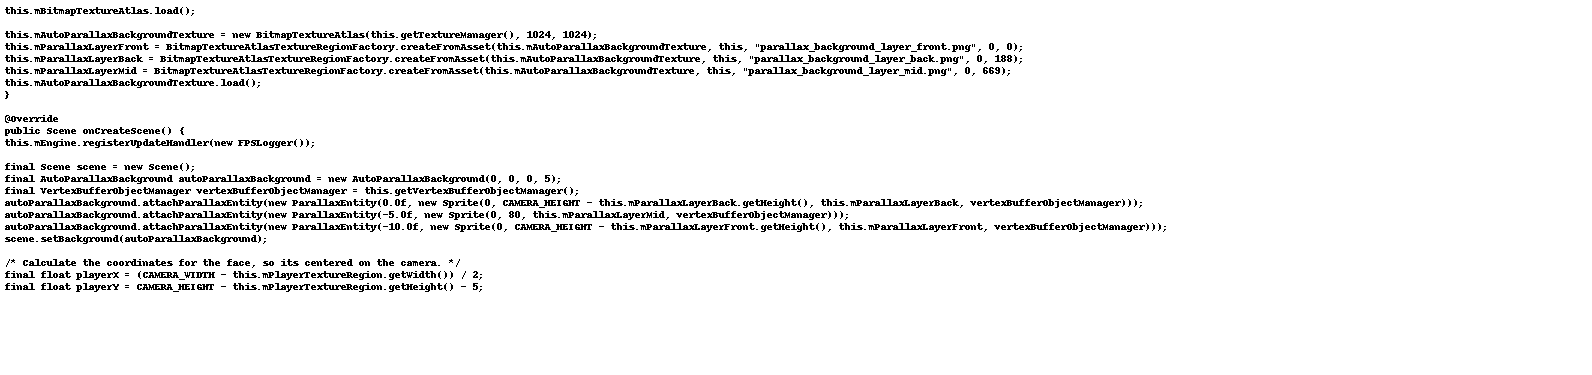 this.mBitmapTextureAtlas.load();
this.mAutoParallaxBackgroundTexture = new BitmapTextureAtlas(this.getTextureManager(), 1024, 1024);
this.mParallaxLayerFront = BitmapTextureAtlasTextureRegionFactory.createFromAsset(this.mAutoParallaxBackgroundTexture, this, "parallax_background_layer_front.png", 0, 0);
this.mParallaxLayerBack = BitmapTextureAtlasTextureRegionFactory.createFromAsset(this.mAutoParallaxBackgroundTexture, this, "parallax_background_layer_back.png", 0, 188);
this.mParallaxLayerMid = BitmapTextureAtlasTextureRegionFactory.createFromAsset(this.mAutoParallaxBackgroundTexture, this, "parallax_background_layer_mid.png", 0, 669);
this.mAutoParallaxBackgroundTexture.load();
}
@Override
public Scene onCreateScene() {
this.mEngine.registerUpdateHandler(new FPSLogger());
final Scene scene = new Scene();
final AutoParallaxBackground autoParallaxBackground = new AutoParallaxBackground(0, 0, 0, 5);
final VertexBufferObjectManager vertexBufferObjectManager = this.getVertexBufferObjectManager();
autoParallaxBackground.attachParallaxEntity(new ParallaxEntity(0.0f, new Sprite(0, CAMERA_HEIGHT - this.mParallaxLayerBack.getHeight(), this.mParallaxLayerBack, vertexBufferObjectManager)));
autoParallaxBackground.attachParallaxEntity(new ParallaxEntity(-5.0f, new Sprite(0, 80, this.mParallaxLayerMid, vertexBufferObjectManager)));
autoParallaxBackground.attachParallaxEntity(new ParallaxEntity(-10.0f, new Sprite(0, CAMERA_HEIGHT - this.mParallaxLayerFront.getHeight(), this.mParallaxLayerFront, vertexBufferObjectManager)));
scene.setBackground(autoParallaxBackground);
/* Calculate the coordinates for the face, so its centered on the camera. */
final float playerX = (CAMERA_WIDTH - this.mPlayerTextureRegion.getWidth()) / 2;
final float playerY = CAMERA_HEIGHT - this.mPlayerTextureRegion.getHeight() - 5;